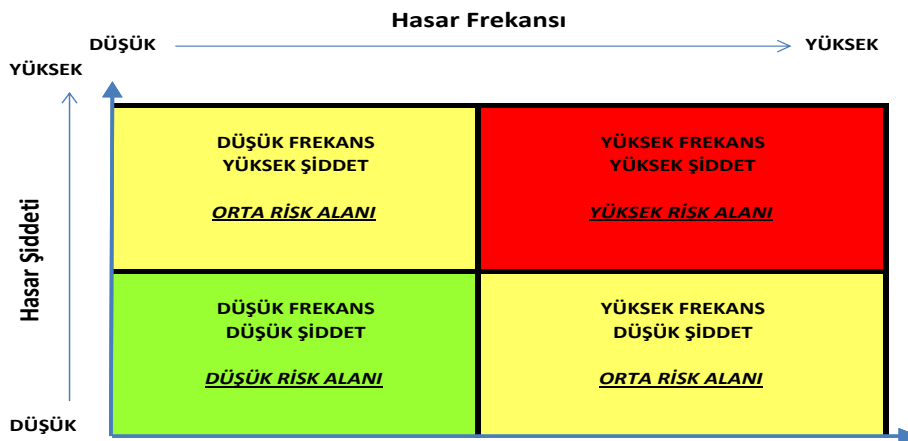 Hasar Frekansı
DÜŞÜK
YÜKSEK
YÜKSEK
DÜŞÜK FREKANS
YÜKSEK ŞİDDET
ORTA RİSK ALANI
YÜKSEK FREKANS
YÜKSEK ŞİDDET
YÜKSEK RİSK ALANI
Hasar Şiddeti
DÜŞÜK FREKANS
DÜŞÜK ŞİDDET
DÜŞÜK RİSK ALANI
YÜKSEK FREKANS
DÜŞÜK ŞİDDET
ORTA RİSK ALANI
DÜŞÜK